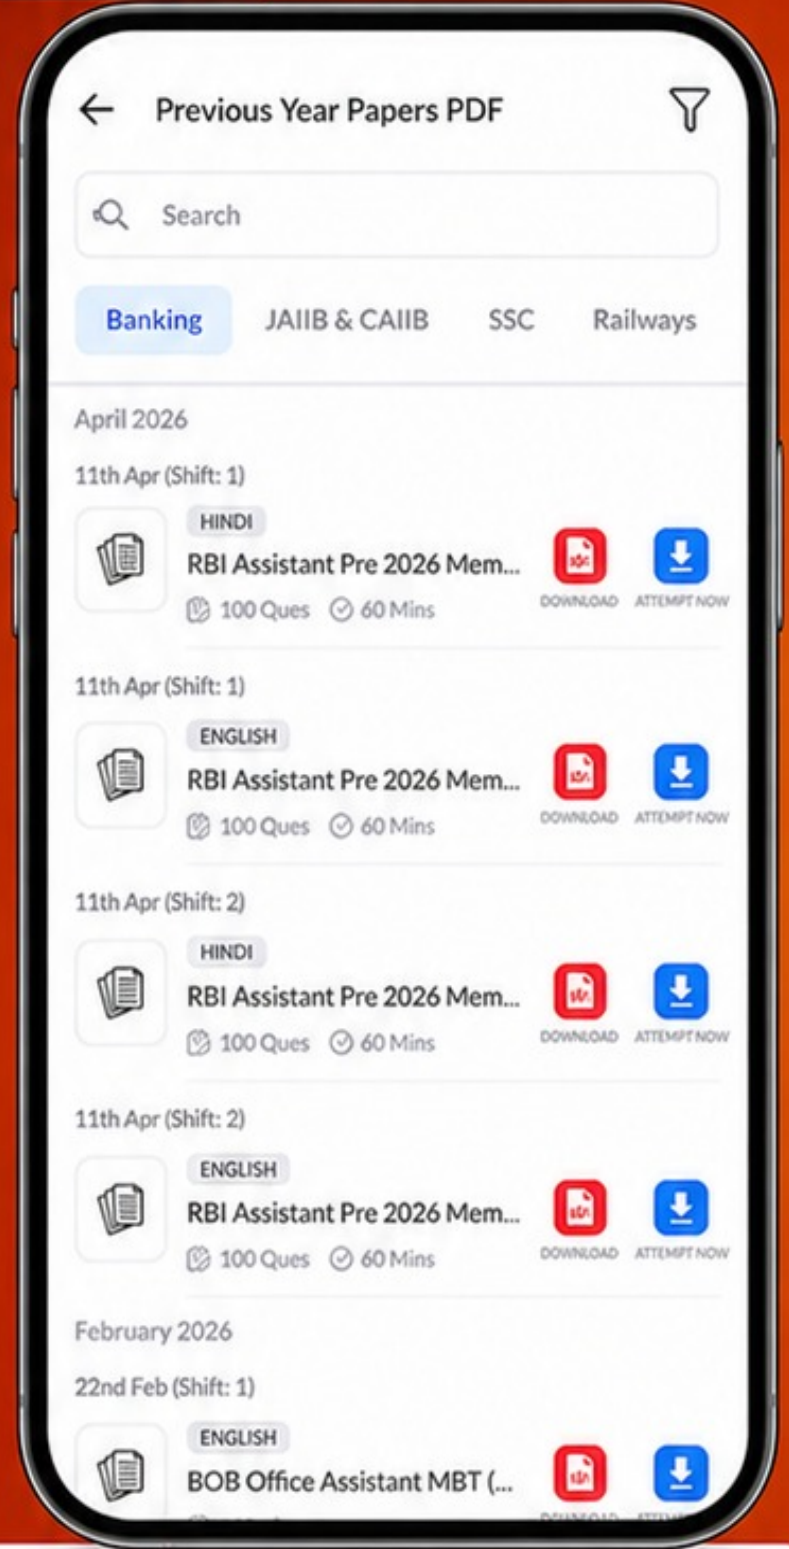 Previous Year Papers PDF
Search
Banking JAIIB & CAIIB SSC Railways
April 2026
11th Apr (Shift: 1)
HINDI
RBI Assistant Pre 2026 Mem...
100 Ques 60 Mins
DOWNLOAD ATTEMPT NOW
11th Apr (Shift: 1)
ENGLISH
RBI Assistant Pre 2026 Mem...
100 Ques 60 Mins
DOWNLOAD ATTEMPT NOW
11th Apr (Shift: 2)
HINDI
RBI Assistant Pre 2026 Mem...
100 Ques 60 Mins
DOWNLOAD ATTEMPT NOW
11th Apr (Shift: 2)
ENGLISH
RBI Assistant Pre 2026 Mem...
100 Ques 60 Mins
DOWNLOAD ATTEMPT NOW
February 2026
22nd Feb (Shift: 1)
ENGLISH
BOB Office Assistant MBT (...